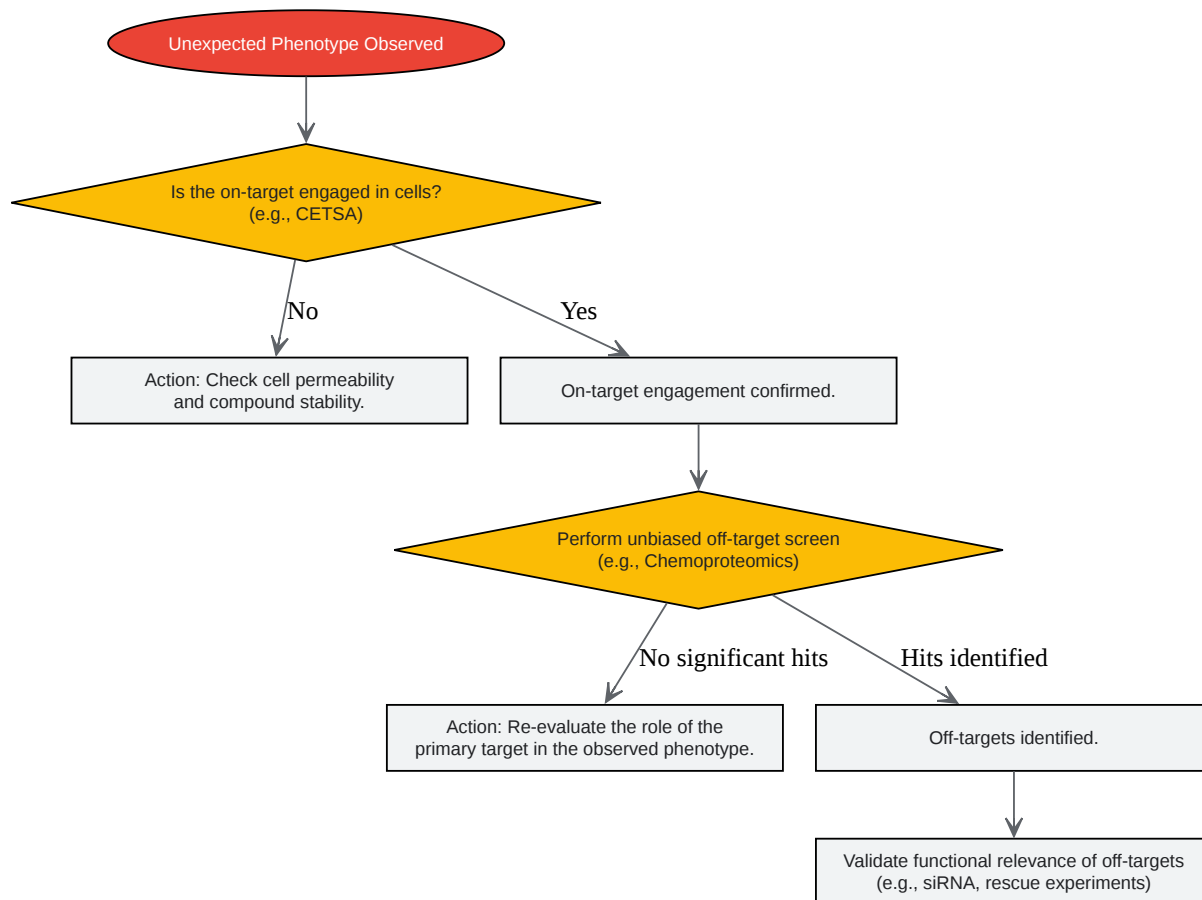 Unexpected Phenotype Observed
Is the on-target engaged in cells?
(e.g., CETSA)
No
Yes
Action: Check cell permeability
and compound stability.
On-target engagement confirmed.
Perform unbiased off-target screen
(e.g., Chemoproteomics)
No significant hits
Hits identified
Action: Re-evaluate the role of the
primary target in the observed phenotype.
Off-targets identified.
Validate functional relevance of off-targets
(e.g., siRNA, rescue experiments)